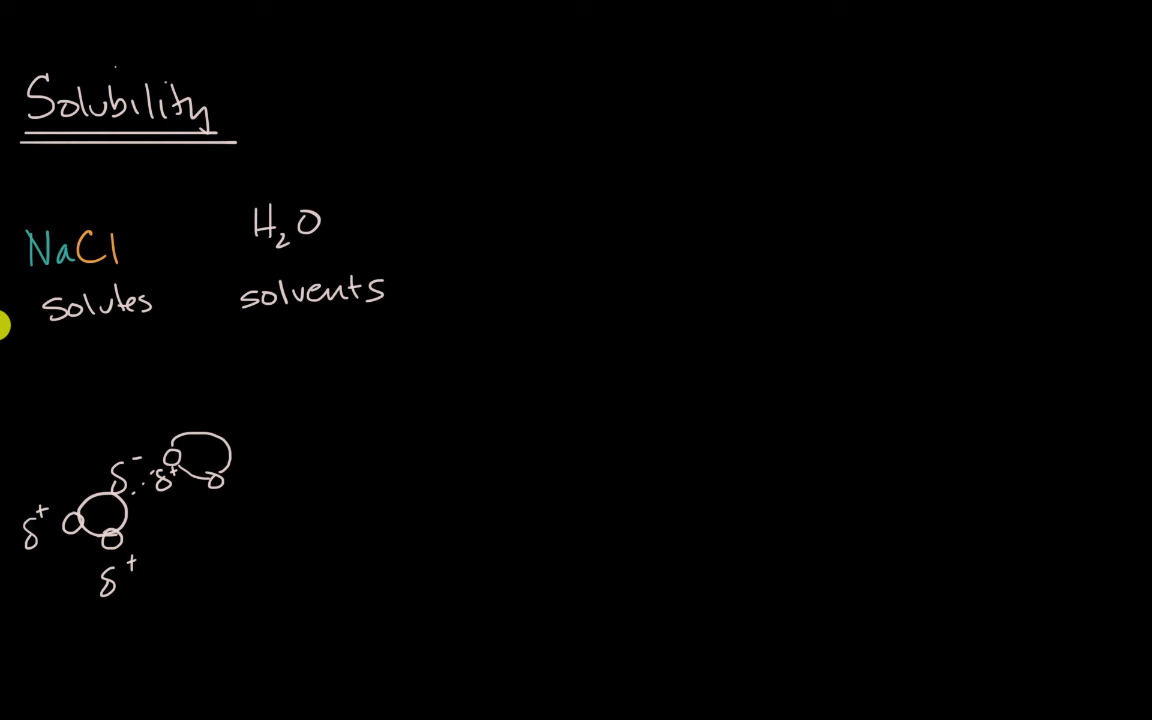 Solubility
NaCl H₂O
solutes solvents
δ⁻ δ⁺
δ⁺
δ⁺